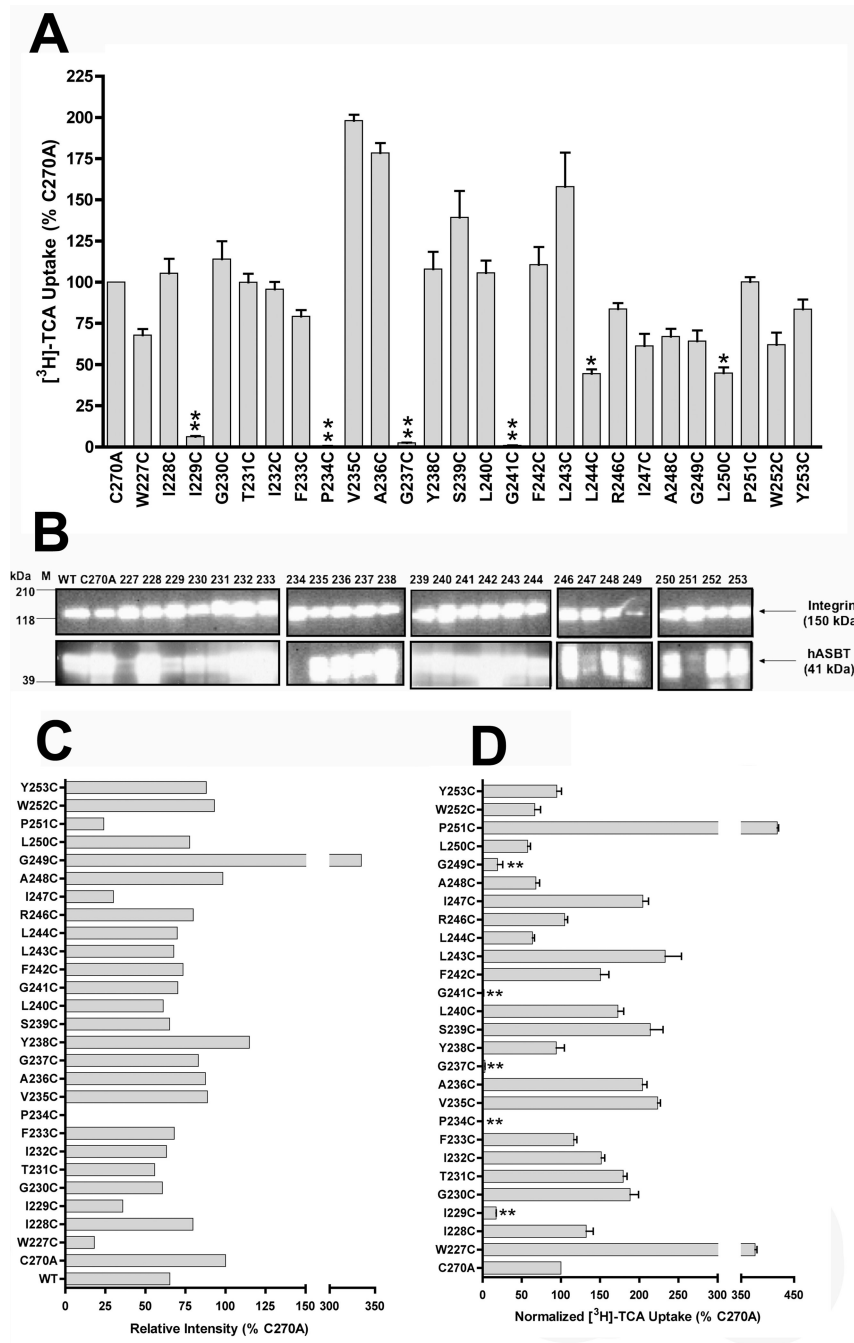 A
[3H]-TCA Uptake (% C270A)
225
200
175
150
125
100
75
50
25
0
**
**
**
**
*
*
C270A
W227C
I228C
I229C
G230C
T231C
I232C
F233C
P234C
V235C
A236C
G237C
Y238C
S239C
L240C
G241C
F242C
L243C
L244C
R246C
I247C
A248C
G249C
L250C
P251C
W252C
Y253C
B
kDa M WT C270A 227 228 229 230 231 232 233 234 235 236 237 238 239 240 241 242 243 244 246 247 248 249 250 251 252 253
210
118
Integrin
(150 kDa)
39
hASBT
(41 kDa)
C
Y253C
W252C
P251C
L250C
G249C
A248C
I247C
R246C
L244C
L243C
F242C
G241C
L240C
S239C
Y238C
G237C
A236C
V235C
P234C
F233C
I232C
T231C
G230C
I229C
I228C
W227C
C270A
WT
0 25 50 75 100 125 150 300 350
Relative Intensity (% C270A)
D
Y253C
W252C
P251C
L250C
G249C **
A248C
I247C
R246C
L244C
L243C
F242C
G241C **
L240C
S239C
Y238C
G237C **
A236C
V235C
P234C **
F233C
I232C
T231C
G230C
I229C **
I228C
W227C
C270A
0 50 100 150 200 250 300 350 450
Normalized [3H]-TCA Uptake (% C270A)